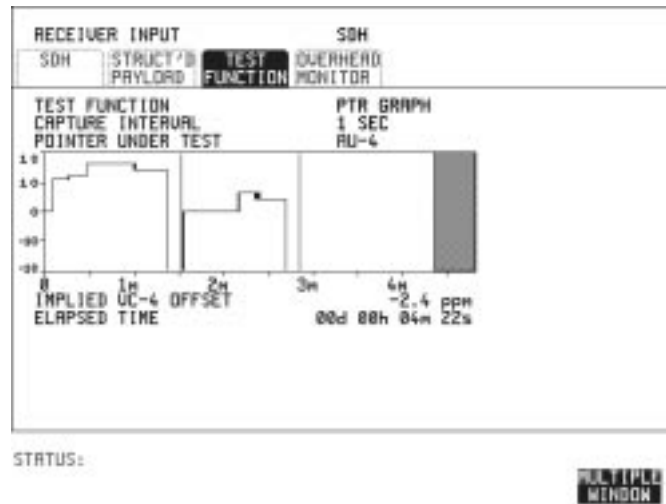 RECEIVER INPUT SDH
SDH STRUCT'D TEST OVERHEAD
PAYLOAD FUNCTION MONITOR
TEST FUNCTION PTR GRAPH
CAPTURE INTERVAL 1 SEC
POINTER UNDER TEST AU-4
10
0
0 1m 2m 3m 4m
IMPLIED VC-4 OFFSET -2.4 ppm
ELAPSED TIME 00d 00h 04m 22s
STATUS:
MULTIPLE
WINDOW